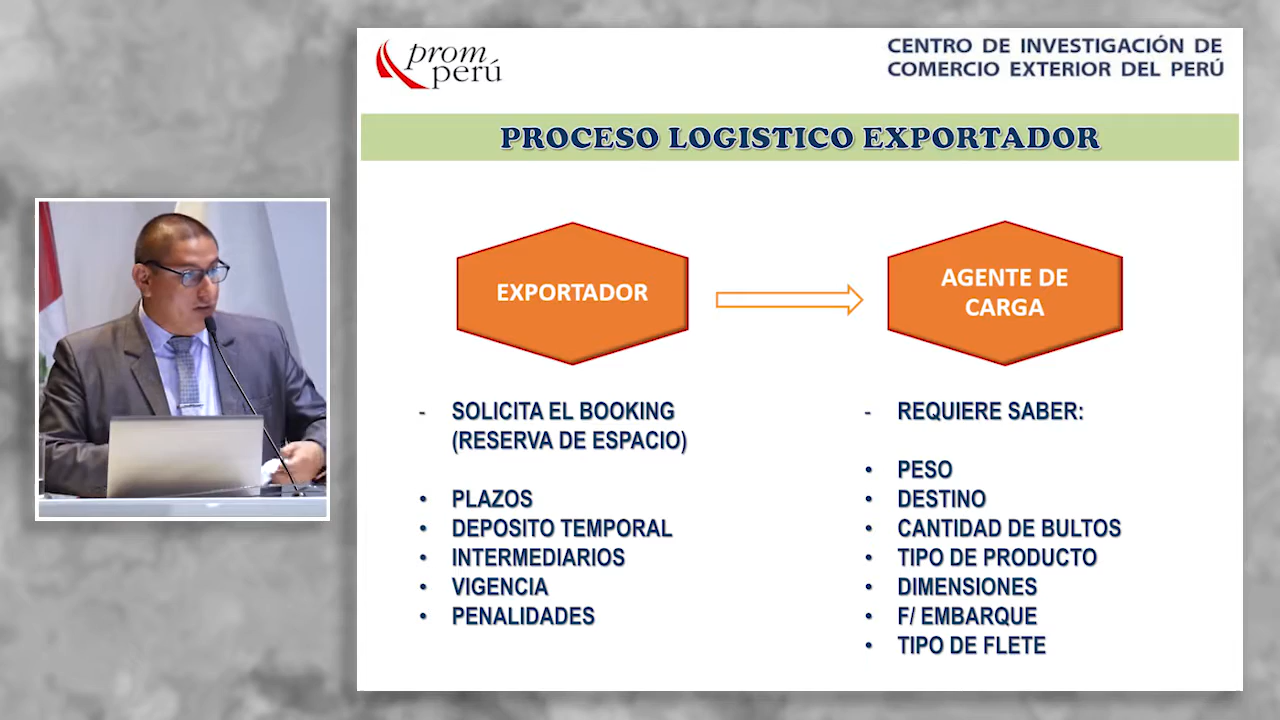 prom
perú
CENTRO DE INVESTIGACIÓN DE
COMERCIO EXTERIOR DEL PERÚ
PROCESO LOGISTICO EXPORTADOR
EXPORTADOR
AGENTE DE
CARGA
- SOLICITA EL BOOKING
(RESERVA DE ESPACIO)
• PLAZOS
• DEPOSITO TEMPORAL
• INTERMEDIARIOS
• VIGENCIA
• PENALIDADES
- REQUIERE SABER:
• PESO
• DESTINO
• CANTIDAD DE BULTOS
• TIPO DE PRODUCTO
• DIMENSIONES
• F/ EMBARQUE
• TIPO DE FLETE